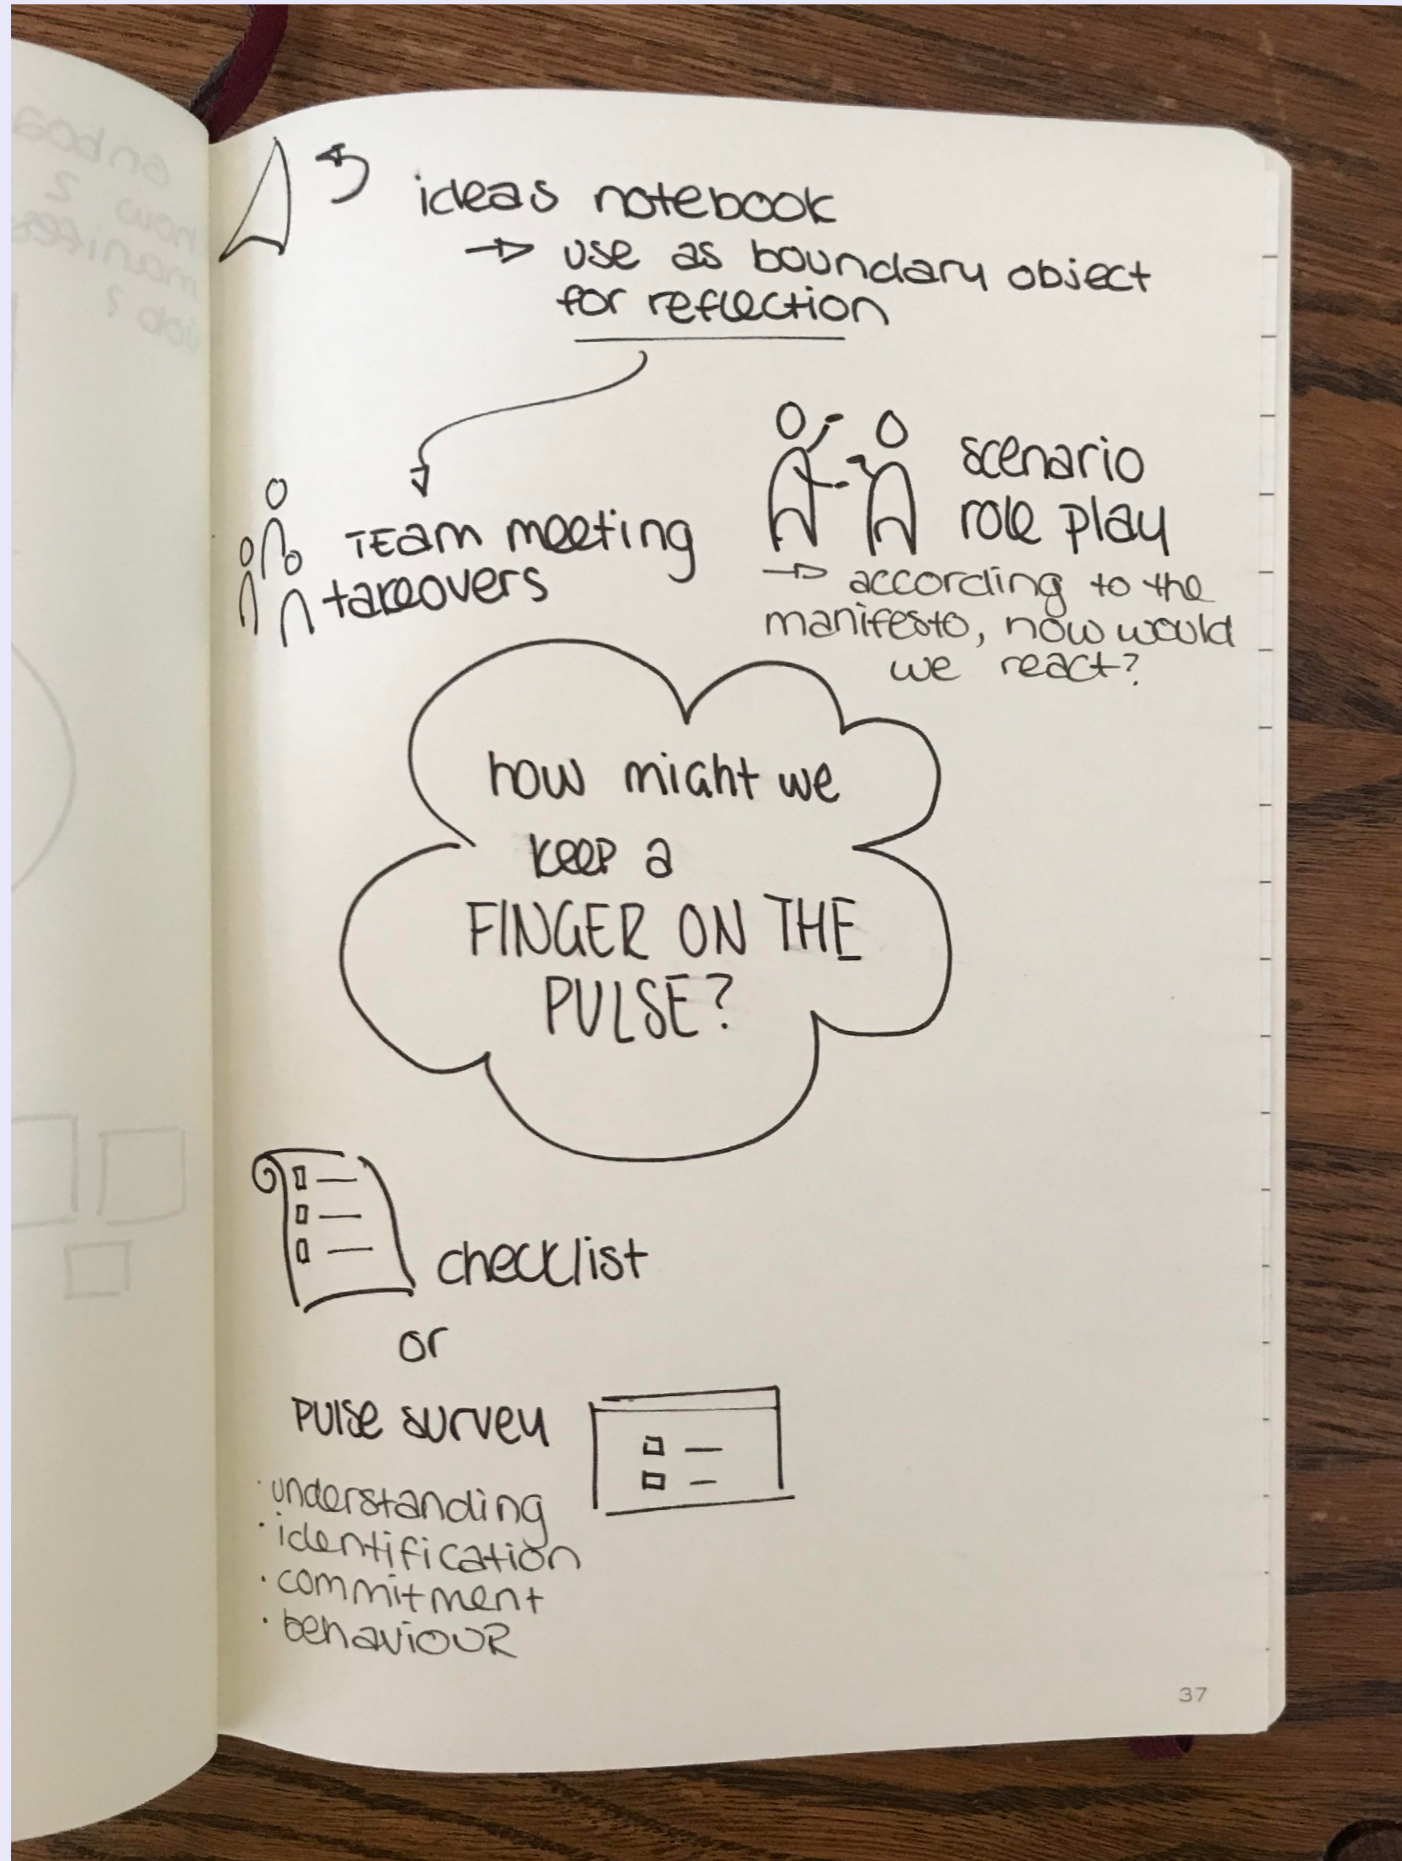 ideas notebook
→ use as boundary object
for reflection
TEam meeting
takeovers
scenario
role play
→ according to the
manifesto, how would
we react?
how might we
keep a
FINGER ON THE
PULSE?
checklist
or
PUlse survey
· understanding
· identification
· commitment
· behaviouR
37